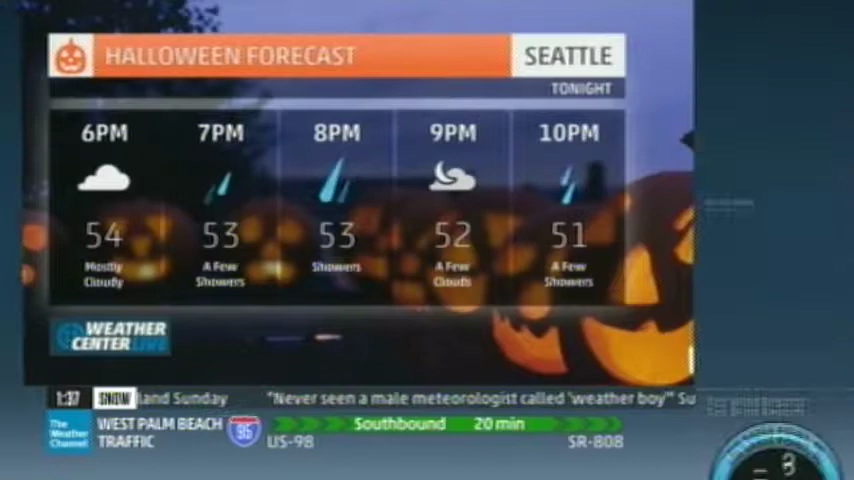 HALLOWEEN FORECAST
SEATTLE
TONIGHT
6PM
7PM
8PM
9PM
10PM
54
53
53
52
51
Mostly Cloudy
A Few Showers
Showers
A Few Clouds
A Few Showers
WEATHER
CENTER LIVE
1:37 SNOW land Sunday "Never seen a male meteorologist called 'weather boy'" Su
The Weather Channel
WEST PALM BEACH
TRAFFIC
95
Southbound 20 min
US-98
SR-808